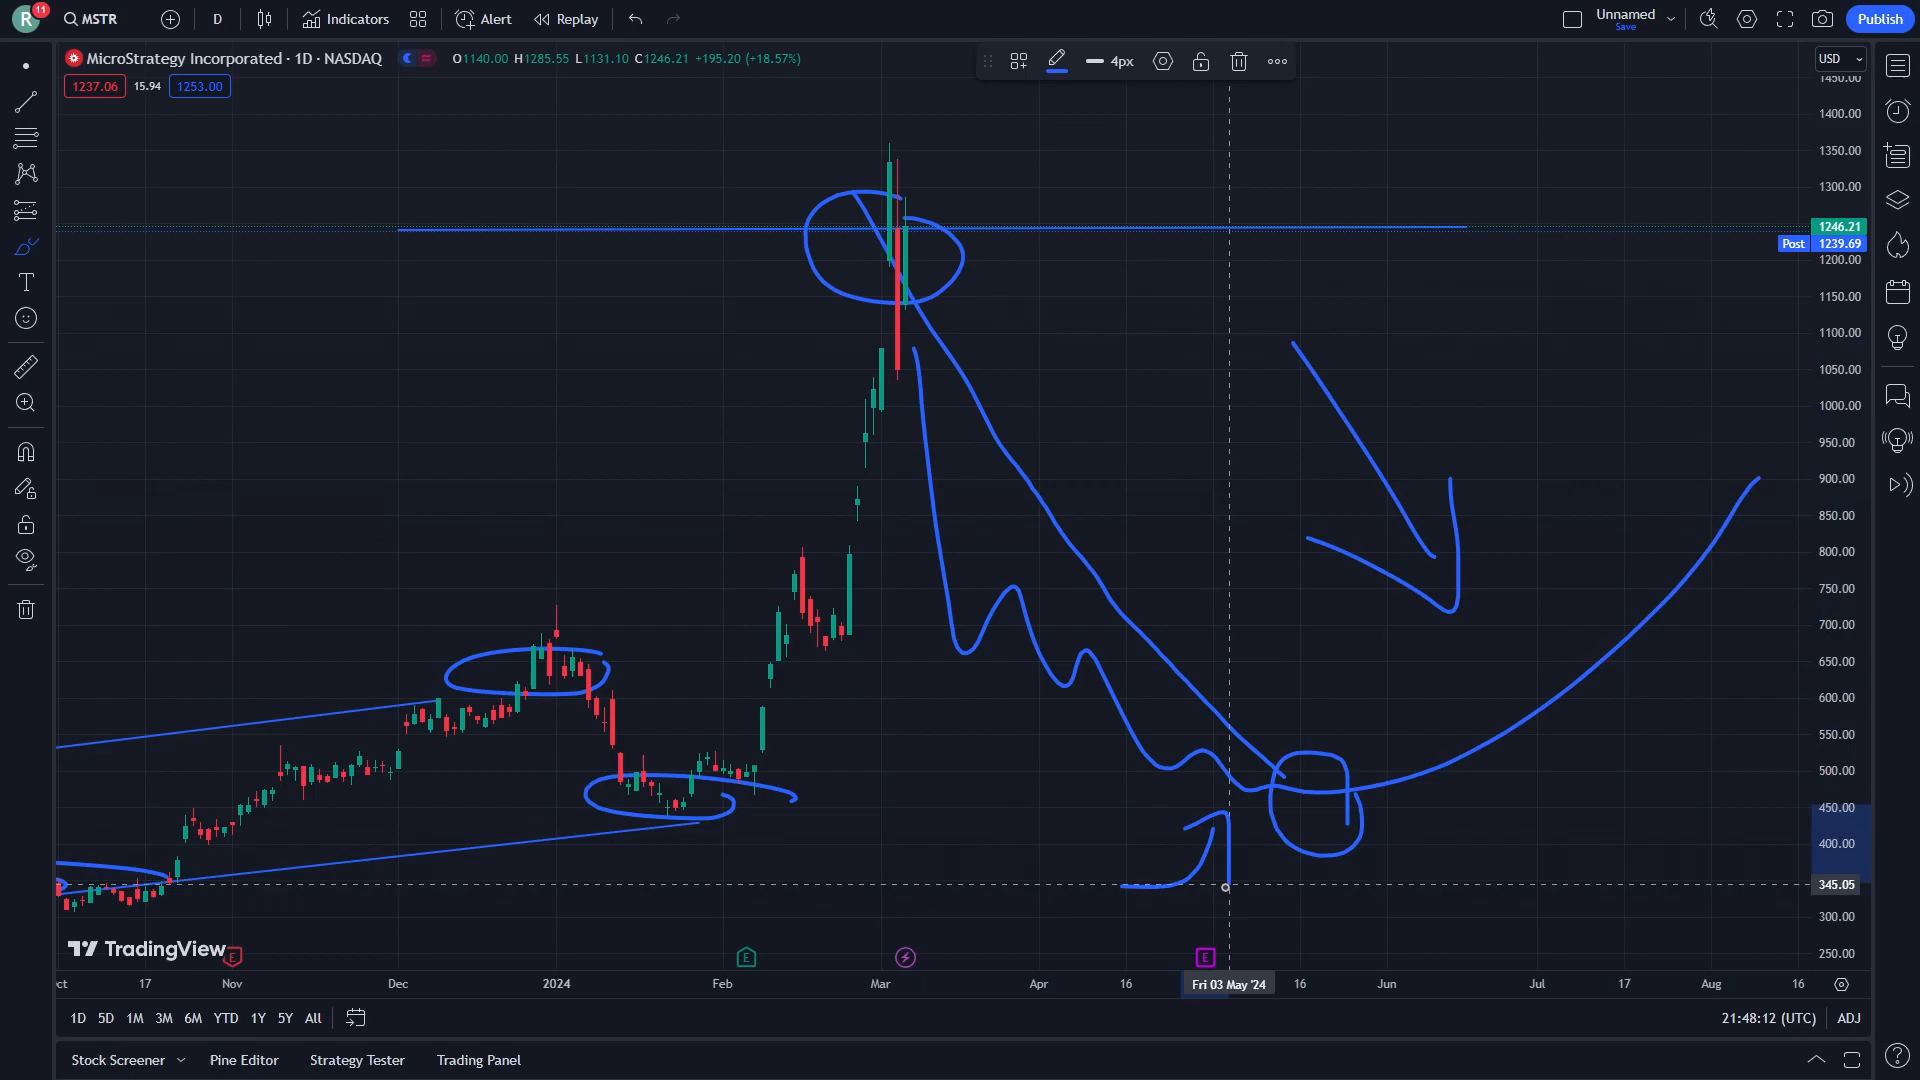 R 11 MSTR D Indicators Alert Replay Unnamed Save Publish
MicroStrategy Incorporated · 1D · NASDAQ O1140.00 H1285.55 L1131.10 C1246.21 +195.20 (+18.57%) 4px USD
1237.06 15.94 1253.00
1450.00
1400.00
1350.00
1300.00
1246.21
Post 1239.69
1200.00
1150.00
1100.00
1050.00
1000.00
950.00
900.00
850.00
800.00
750.00
700.00
650.00
600.00
550.00
500.00
450.00
400.00
345.05
300.00
250.00
TradingView
E E E
17 Nov Dec 2024 Feb Mar Apr 16 Fri 03 May '24 16 Jun Jul 17 Aug 16
1D 5D 1M 3M 6M YTD 1Y 5Y All 21:48:12 (UTC) ADJ
Stock Screener Pine Editor Strategy Tester Trading Panel